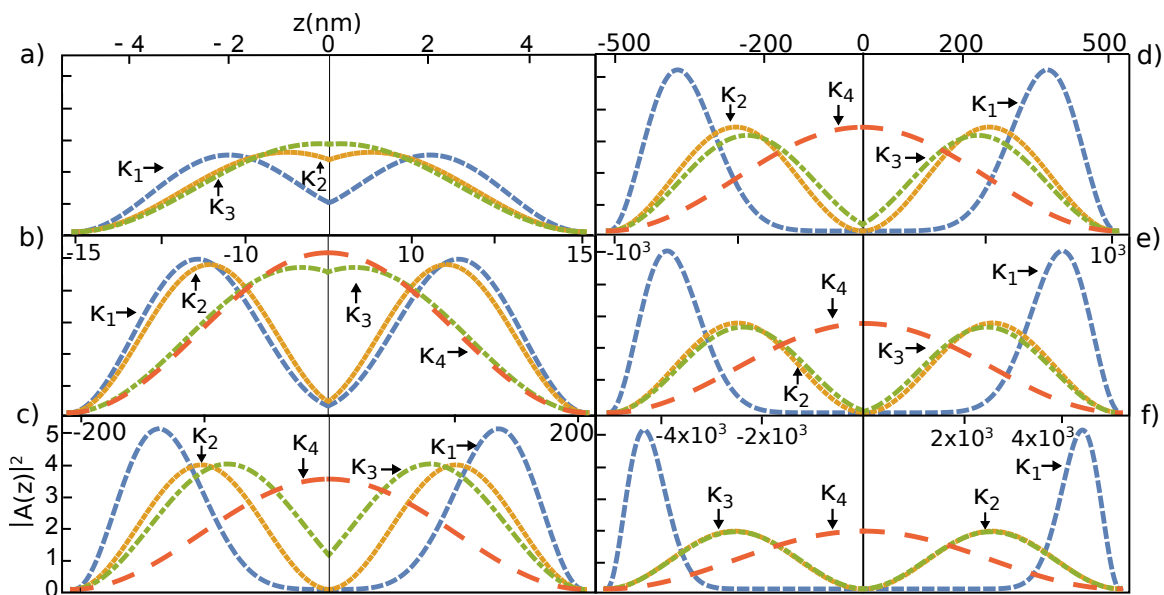 z(nm)
- 4 - 2 0 2 4
a)
κ₁
κ₂
κ₃
b)
-15 -10 10 15
κ₁
κ₂
κ₃
κ₄
c)
-200 200
κ₂
κ₄
κ₃
κ₁
|A(z)|²
5
4
3
2
1
0
-500 -200 0 200 500
d)
κ₂
κ₄
κ₁
κ₃
-10³ 10³
e)
κ₄
κ₁
κ₃
κ₂
f)
-4x10³ -2x10³ 2x10³ 4x10³
κ₁
κ₃
κ₄
κ₂